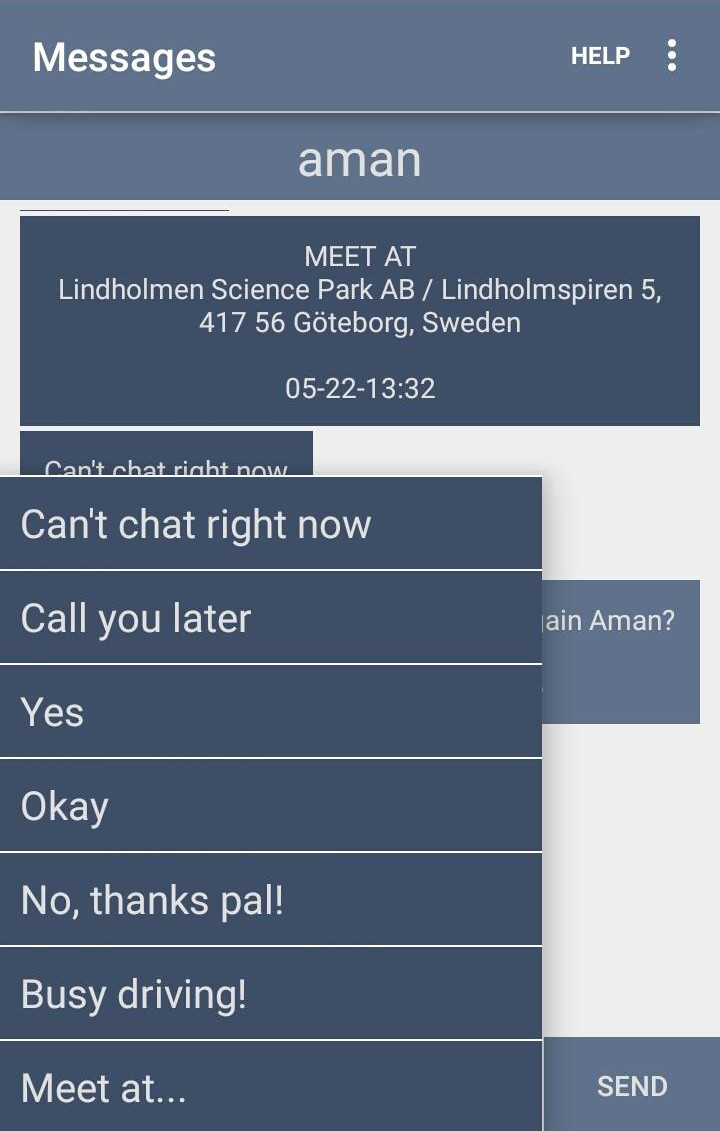 Messages
HELP
aman
MEET AT
Lindholmen Science Park AB / Lindholmspiren 5,
417 56 Göteborg, Sweden
05-22-13:32
Can't chat right now
Aman?
Can't chat right now
Call you later
Yes
Okay
No, thanks pal!
Busy driving!
Meet at...
SEND